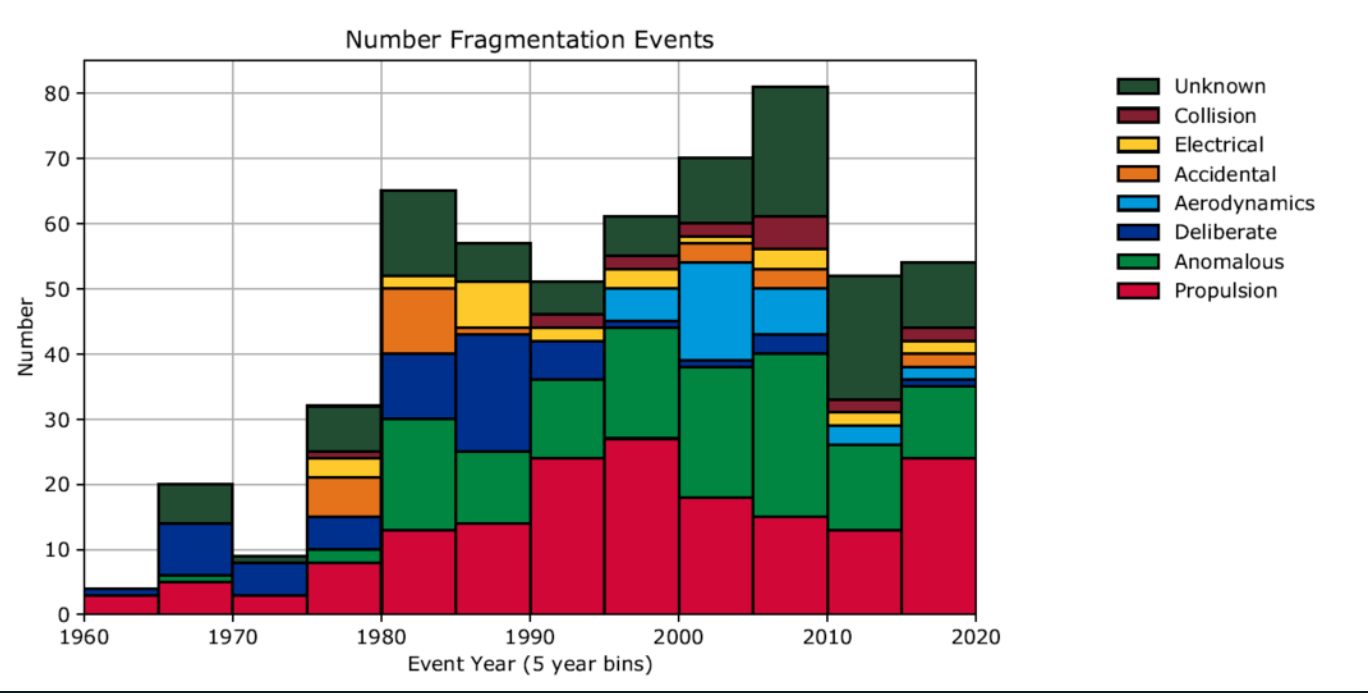 Number Fragmentation Events
Number
80
70
60
50
40
30
20
10
0
1960 1970 1980 1990 2000 2010 2020
Event Year (5 year bins)
Unknown
Collision
Electrical
Accidental
Aerodynamics
Deliberate
Anomalous
Propulsion